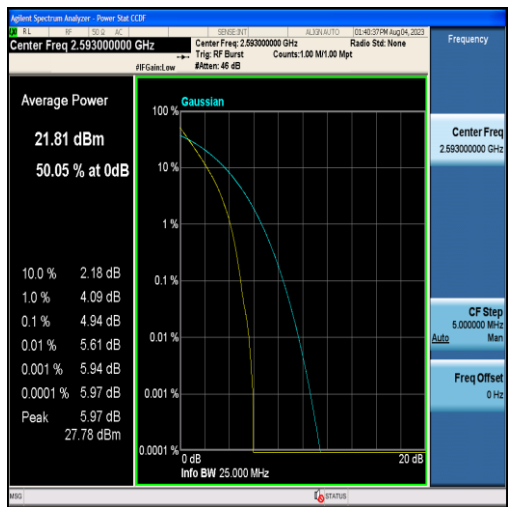 Agilent Spectrum Analyzer - Power Stat CCDF
RL RF 50 Ω AC SENSE:INT ALIGN AUTO 01:40:37 PM Aug 04, 2023
Center Freq 2.593000000 GHz
Center Freq: 2.593000000 GHz Radio Std: None
Trig: RF Burst Counts:1.00 M/1.00 Mpt
#IFGain:Low #Atten: 46 dB
Frequency
Average Power
21.81 dBm
50.05 % at 0dB
10.0 % 2.18 dB
1.0 % 4.09 dB
0.1 % 4.94 dB
0.01 % 5.61 dB
0.001 % 5.94 dB
0.0001 % 5.97 dB
Peak 5.97 dB
27.78 dBm
Gaussian
100 %
10 %
1 %
0.1 %
0.01 %
0.001 %
0.0001 %
0 dB 20 dB
Info BW 25.000 MHz
Center Freq
2.593000000 GHz
CF Step
5.000000 MHz
Auto Man
Freq Offset
0 Hz
MSG STATUS